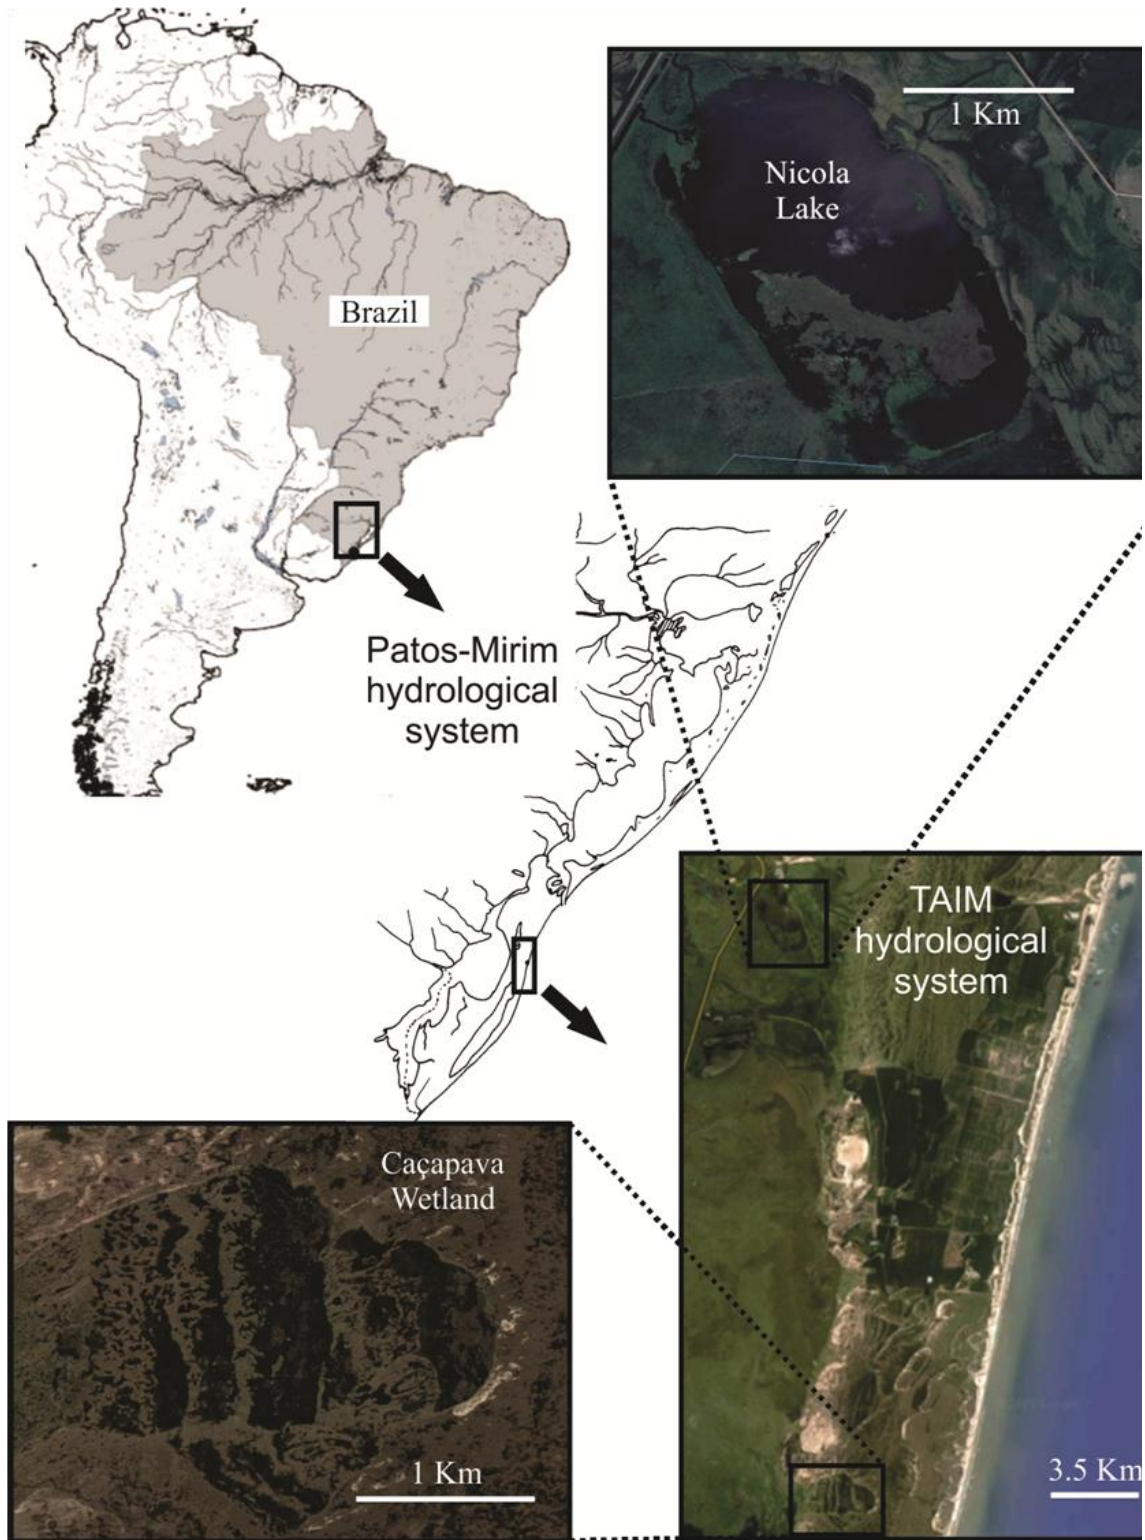 1 Km
Nicola
Lake
Brazil
Patos-Mirim
hydrological
system
TAIM
hydrological
system
Caçapava
Wetland
1 Km
3.5 Km